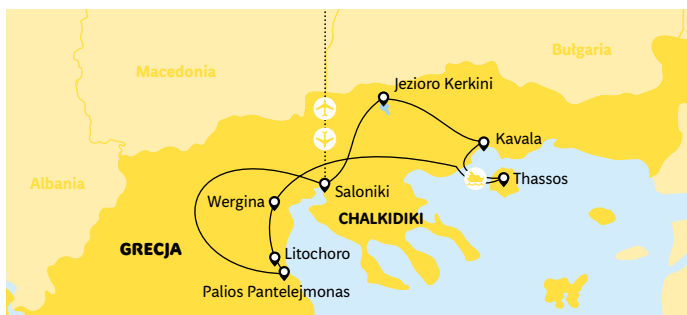 Bułgaria
Macedonia
Jezioro Kerkini
Kavala
Albania
Thassos
Saloniki
Wergina
CHALKIDIKI
GRECJA
Litochoro
Palios Pantelejmonas